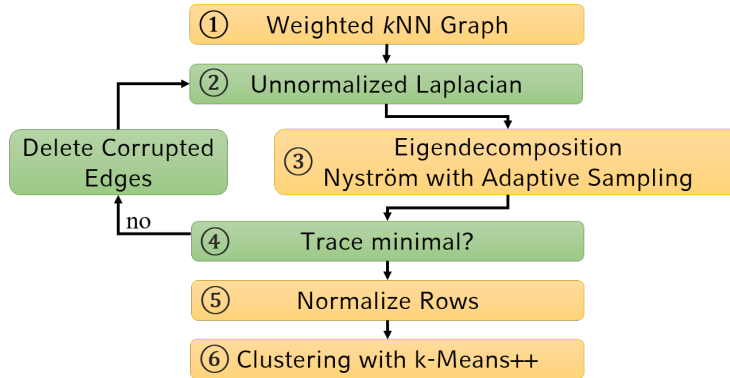 ① Weighted kNN Graph
② Unnormalized Laplacian
Delete Corrupted
Edges
③ Eigendecomposition
Nyström with Adaptive Sampling
no
④ Trace minimal?
⑤ Normalize Rows
⑥ Clustering with k-Means++